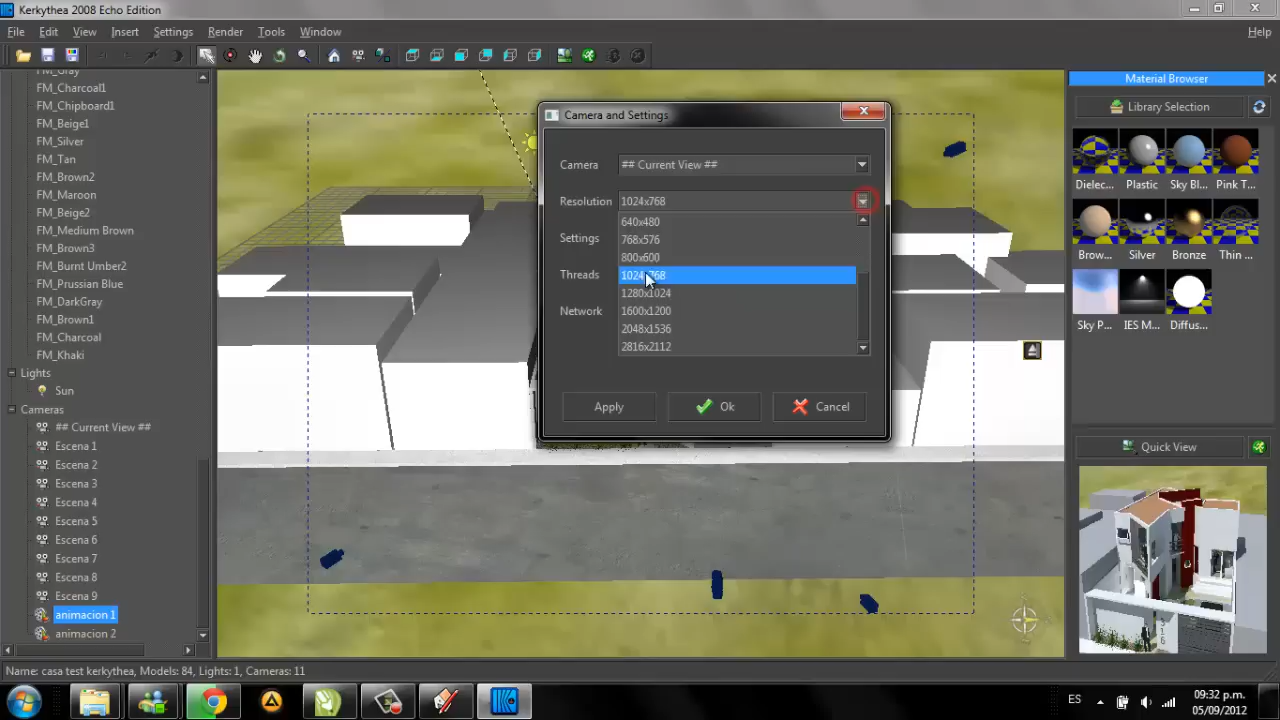 Kerkythea 2008 Echo Edition
File Edit View Insert Settings Render Tools Window Help
FM_Gray
FM_Charcoal1
FM_Chipboard1
FM_Beige1
FM_Silver
FM_Tan
FM_Brown2
FM_Maroon
FM_Beige2
FM_Medium Brown
FM_Brown3
FM_Burnt Umber2
FM_Prussian Blue
FM_DarkGray
FM_Brown1
FM_Charcoal
FM_Khaki
Lights
Sun
Cameras
## Current View ##
Escena 1
Escena 2
Escena 3
Escena 4
Escena 5
Escena 6
Escena 7
Escena 8
Escena 9
animacion 1
animacion 2
Camera and Settings
Camera ## Current View ##
Resolution 1024x768
640x480
768x576
800x600
1024x768
1280x1024
1600x1200
2048x1536
2816x2112
Settings
Threads
Network
Apply Ok Cancel
Material Browser
Library Selection
Dielec... Plastic Sky Bl... Pink T...
Brow... Silver Bronze Thin ...
Sky P... IES M... Diffus...
Quick View
Name: casa test kerkythea, Models: 84, Lights: 1, Cameras: 11
ES
09:32 p.m.
05/09/2012